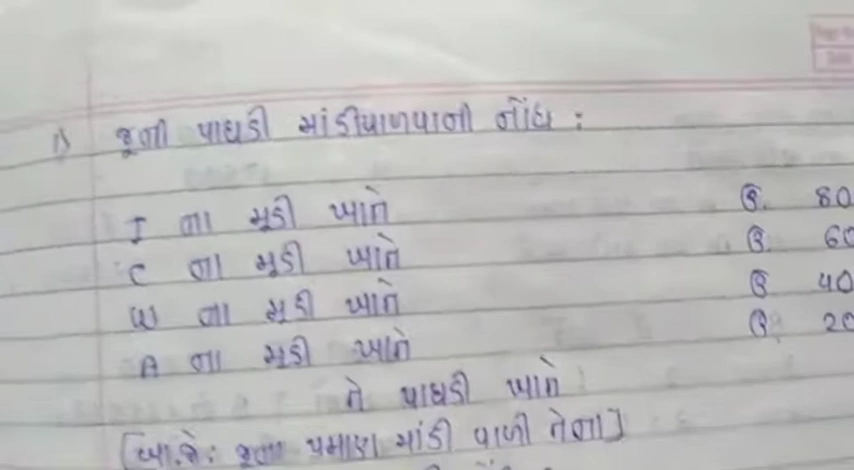 1) જૂની પાઘડી માંડીવાળવાની નોંધ :
I ના મૂડી ખાતે ઉ. 80
C ના મૂડી ખાતે ઉ. 60
W ના મૂડી ખાતે ઉ 40
A ના મૂડી ખાતે ઉ 20
તે પાઘડી ખાતે
[બા.જે: જૂના પ્રમાણે માંડી વાળી તેના]